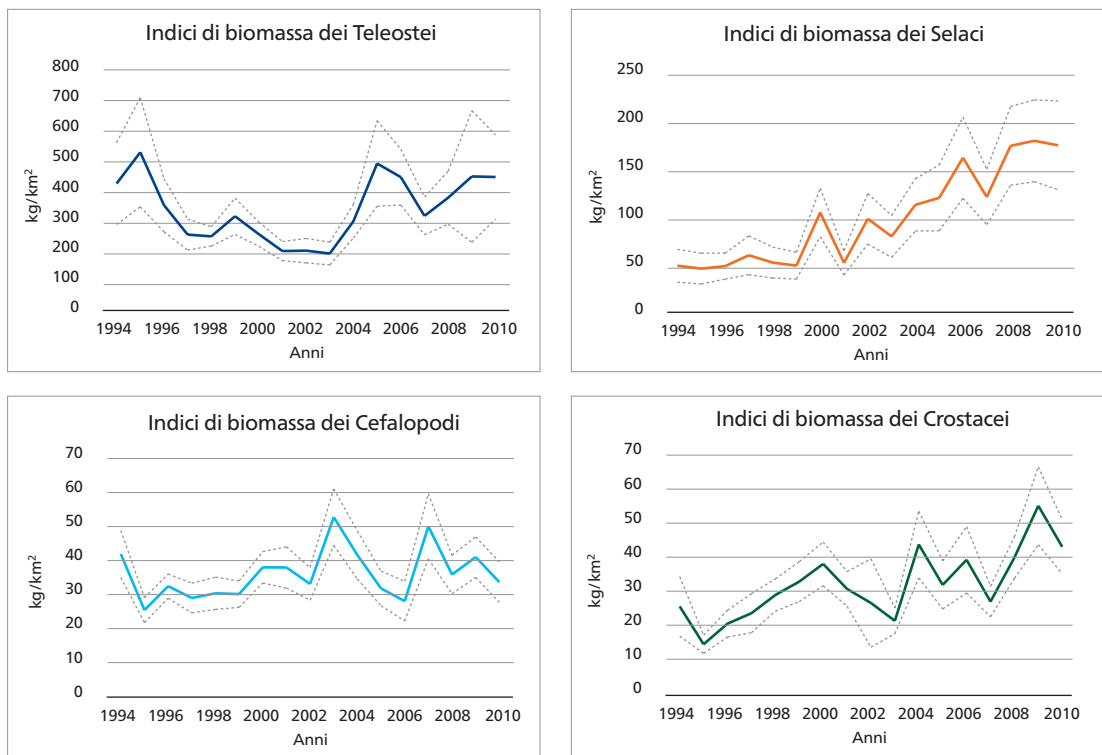 Indici di biomassa dei Teleostei
800
700
600
500
400
300
200
100
0
kg/km²
1994 1996 1998 2000 2002 2004 2006 2008 2010
Anni
Indici di biomassa dei Selaci
250
200
150
100
50
0
kg/km²
1994 1996 1998 2000 2002 2004 2006 2008 2010
Anni
Indici di biomassa dei Cefalopodi
70
60
50
40
30
20
10
0
kg/km²
1994 1996 1998 2000 2002 2004 2006 2008 2010
Anni
Indici di biomassa dei Crostacei
70
60
50
40
30
20
10
0
kg/km²
1994 1996 1998 2000 2002 2004 2006 2008 2010
Anni